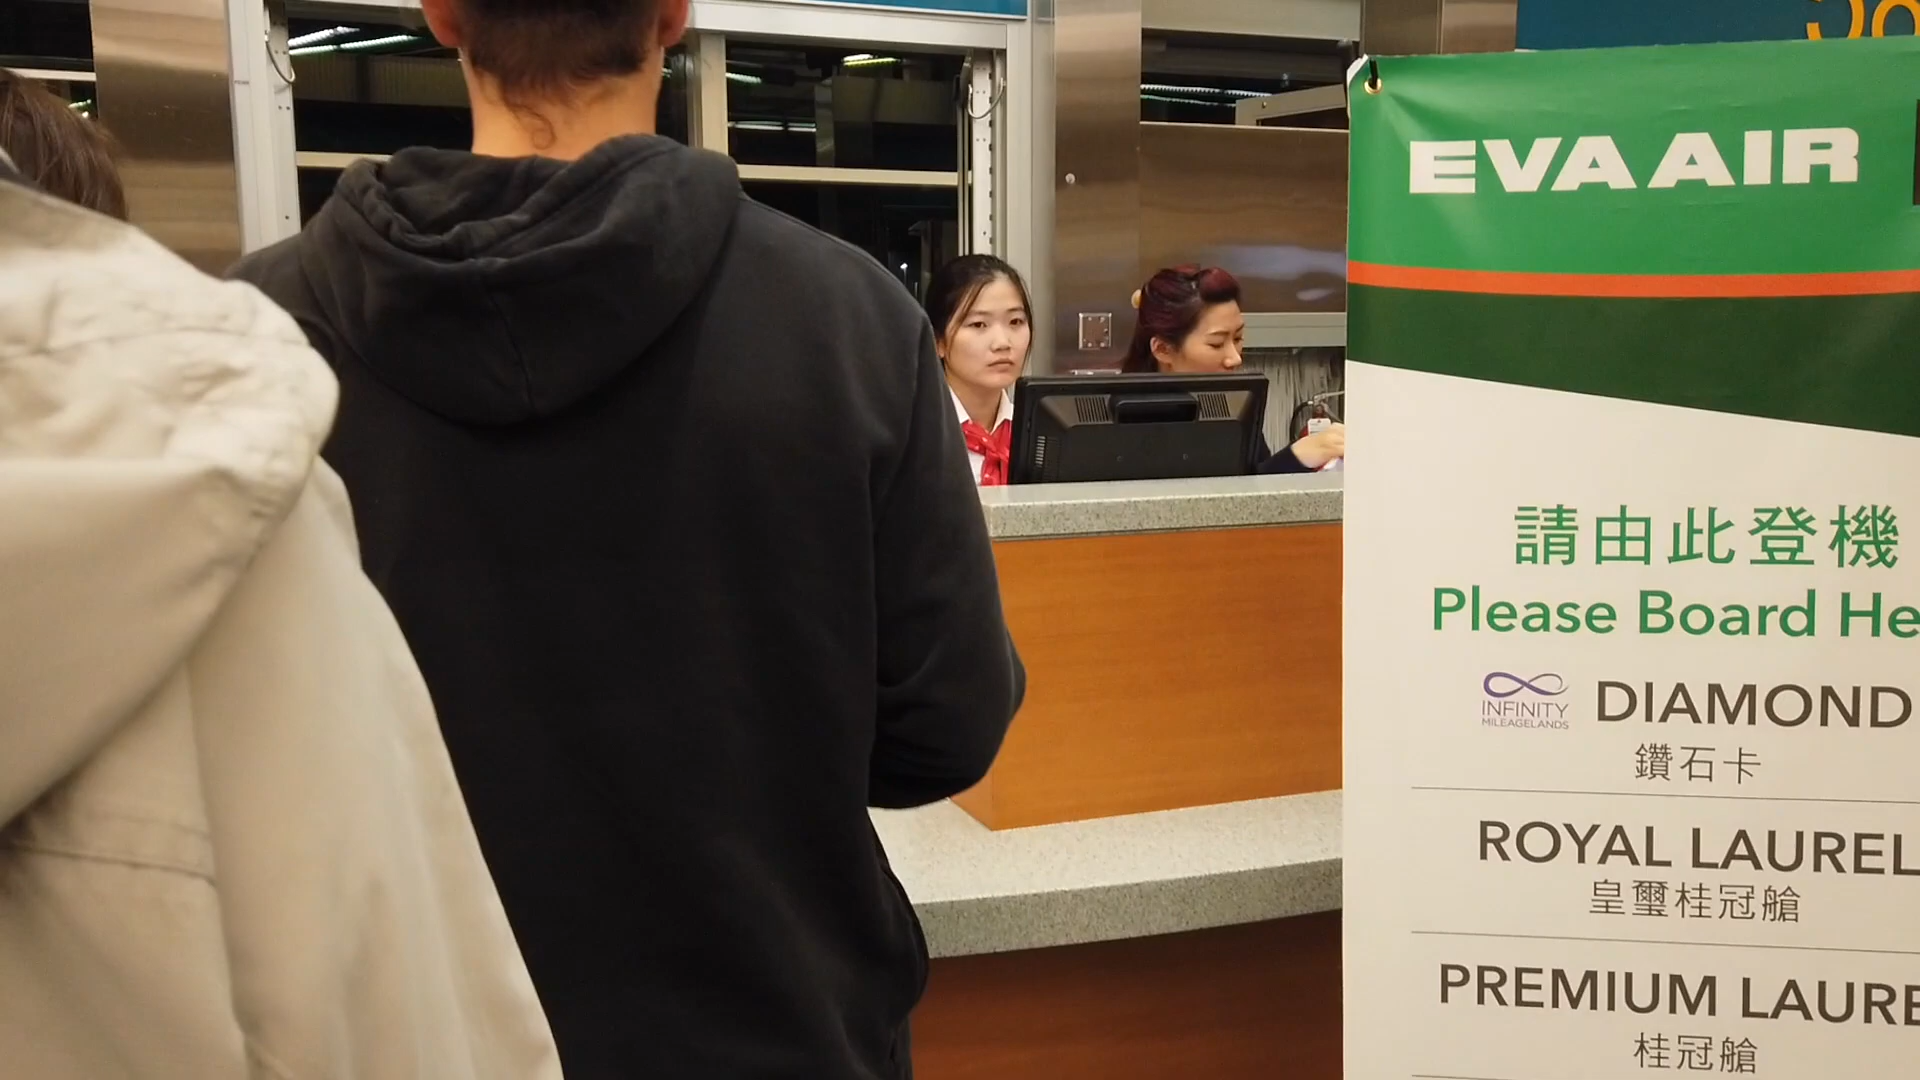 EVA AIR
請由此登機
Please Board He
INFINITY
MILEAGELANDS
DIAMOND
鑽石卡
ROYAL LAUREL
皇璽桂冠艙
PREMIUM LAURE
桂冠艙